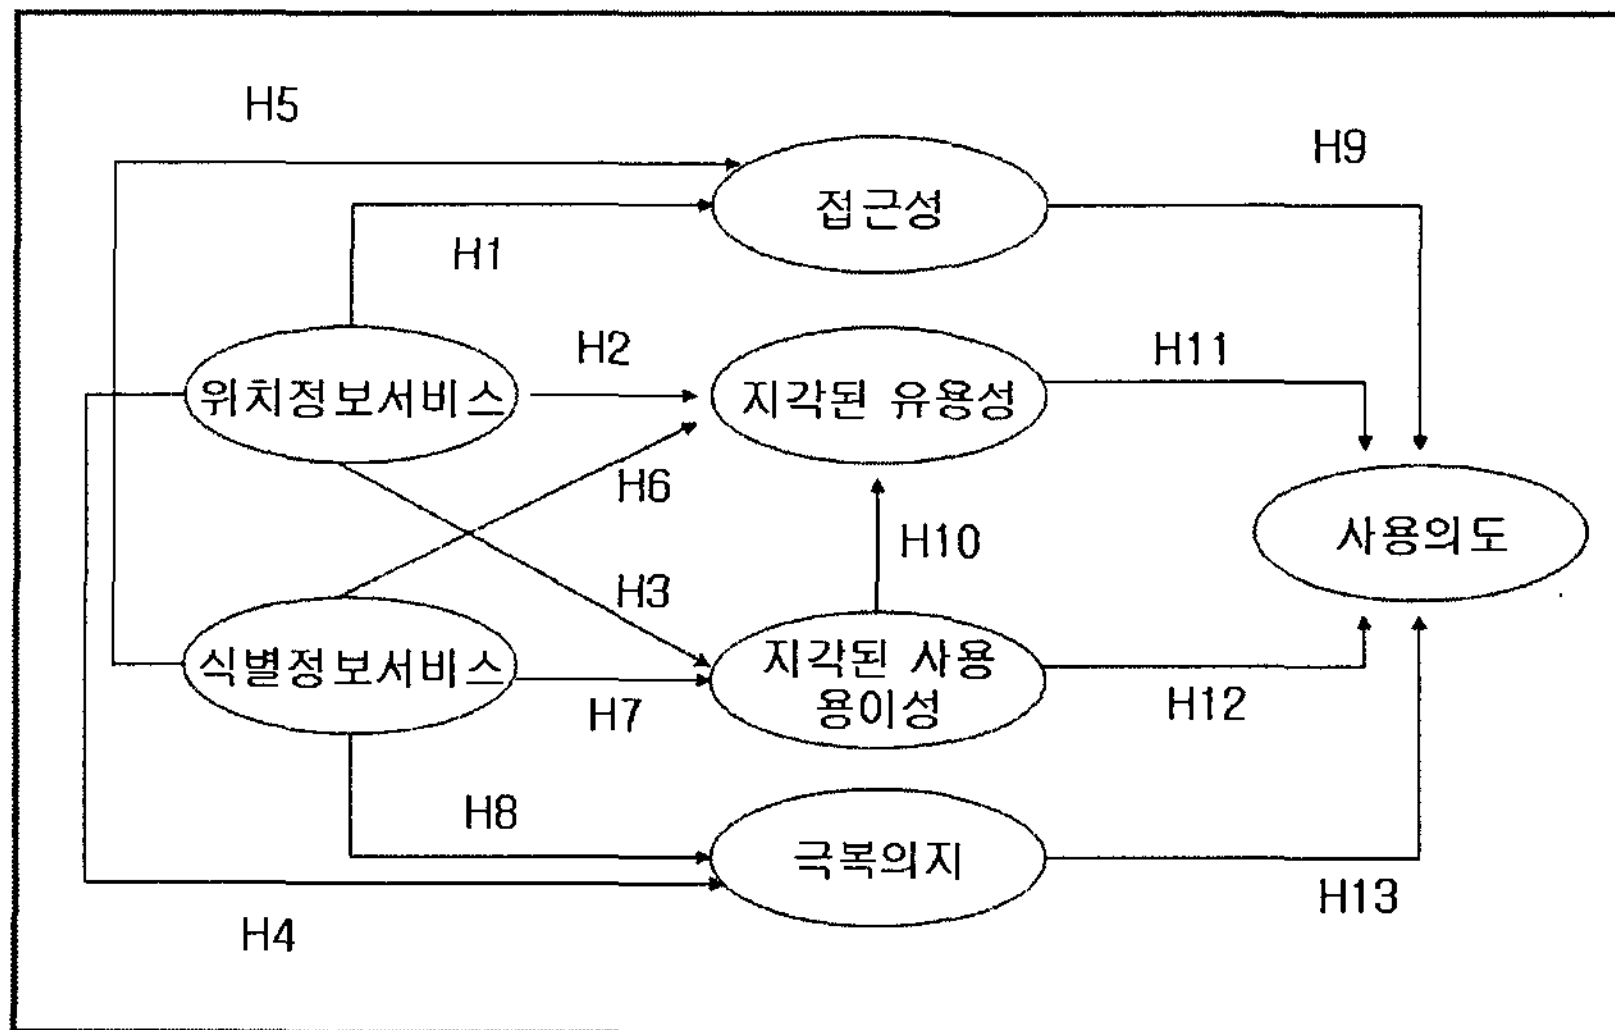 H5
H9
접근성
H1
H2
H11
위치정보서비스
지각된 유용성
H6
H10
사용의도
H3
식별정보서비스
지각된 사용
용이성
H7
H12
H8
극복의지
H13
H4